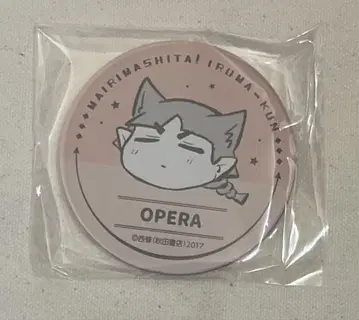 MAIRIMASHITA! IRUMA-KUN
OPERA
©西修(秋田書店)2017